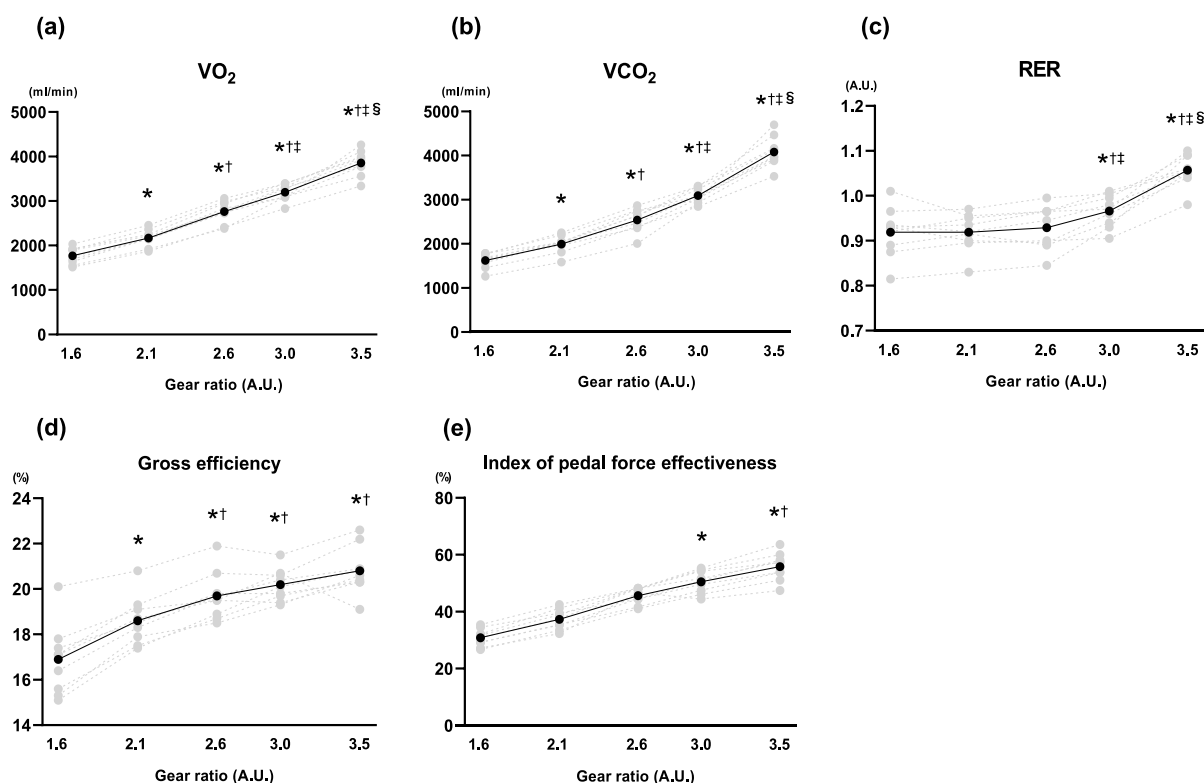 (a)
VO2
(ml/min)
*†‡§
*†‡
*†
*
5000
4000
3000
2000
1000
0
1.6 2.1 2.6 3.0 3.5
Gear ratio (A.U.)
(b)
VCO2
(ml/min)
*†‡§
*†‡
*†
*
5000
4000
3000
2000
1000
0
1.6 2.1 2.6 3.0 3.5
Gear ratio (A.U.)
(c)
RER
(A.U.)
*†‡§
*†‡
1.2
1.1
1.0
0.9
0.8
0.7
1.6 2.1 2.6 3.0 3.5
Gear ratio (A.U.)
(d)
Gross efficiency
(%)
* *† *† *†
24
22
20
18
16
14
1.6 2.1 2.6 3.0 3.5
Gear ratio (A.U.)
(e)
Index of pedal force effectiveness
(%)
* *†
80
60
40
20
0
1.6 2.1 2.6 3.0 3.5
Gear ratio (A.U.)